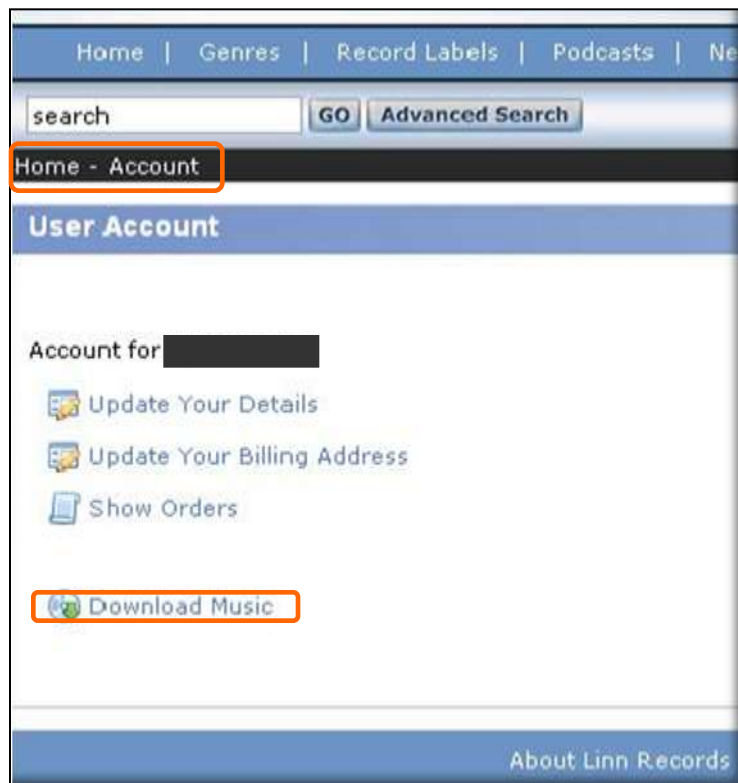 Home | Genres | Record Labels | Podcasts | Ne
search GO Advanced Search
Home - Account
User Account
Account for
Update Your Details
Update Your Billing Address
Show Orders
Download Music
About Linn Records